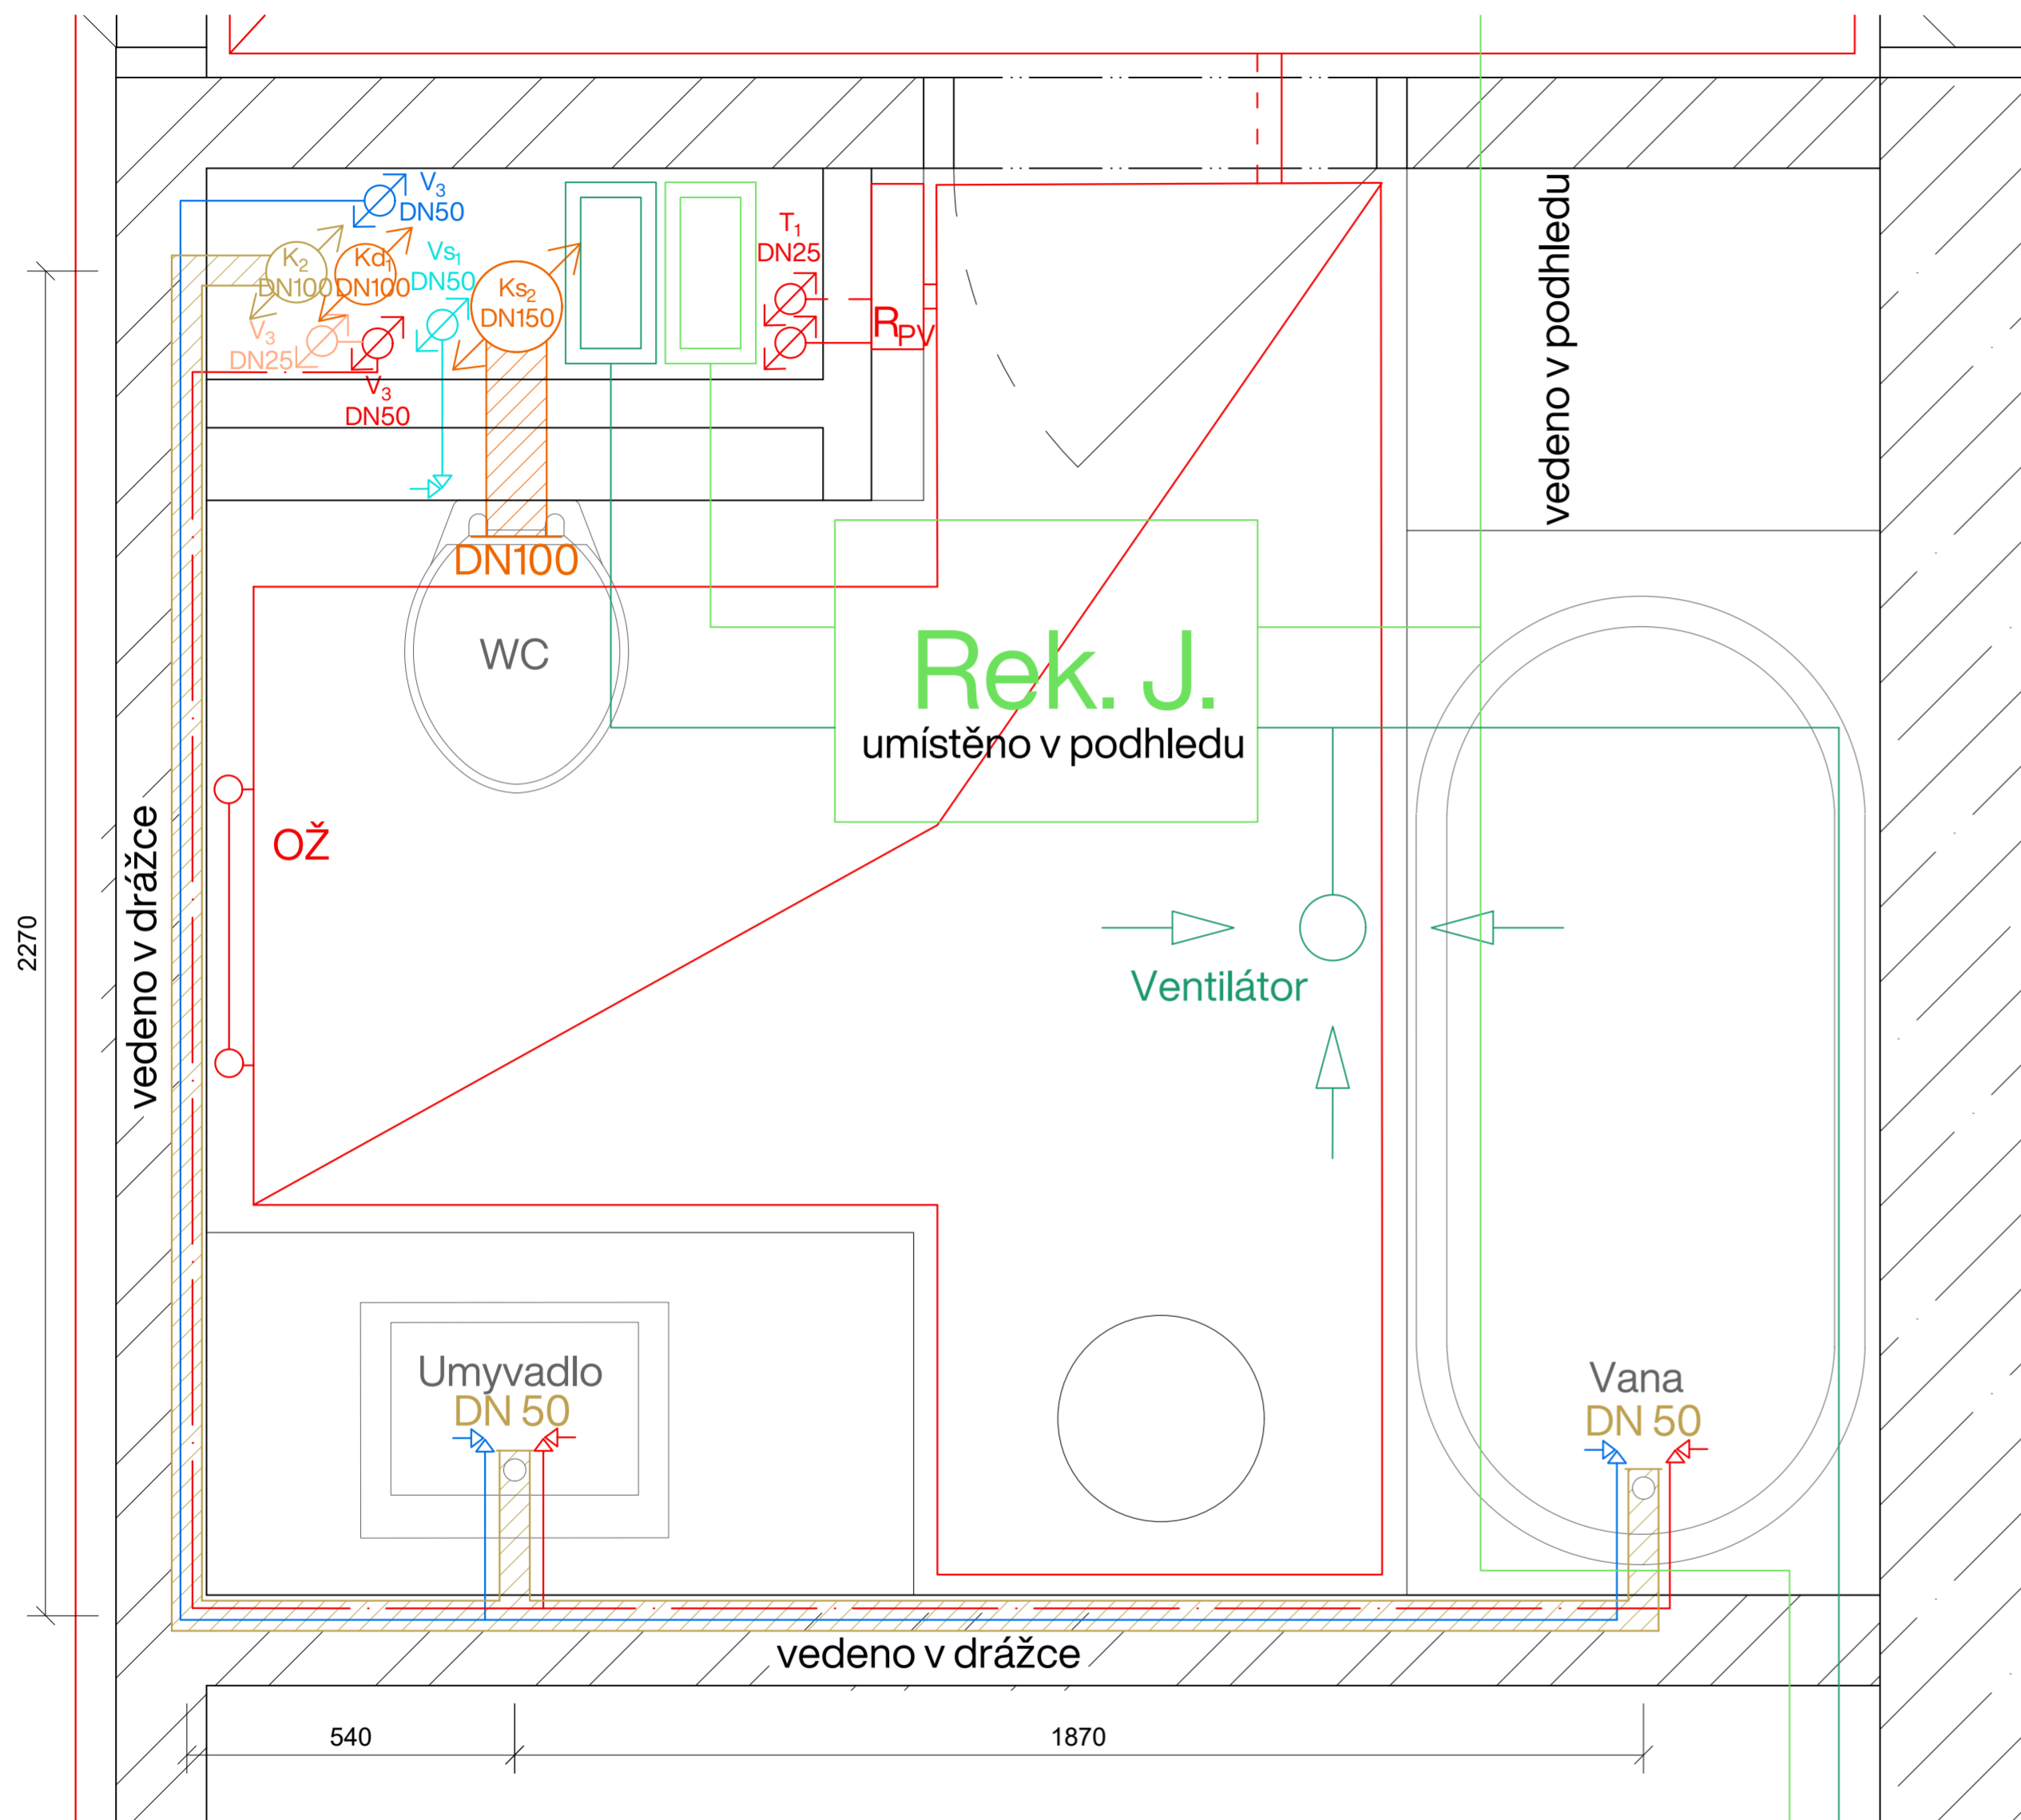 V3
DN50
K2
DN100
Kd1
DN100
Vs1
DN50
Ks2
DN150
T1
DN25
RPV
V3
DN25
V3
DN50
vedeno v podhledu
DN100
WC
Rek. J.
umístěno v podhledu
OŽ
vedeno v drážce
2270
Ventilátor
Umyvadlo
DN 50
Vana
DN 50
vedeno v drážce
540
1870